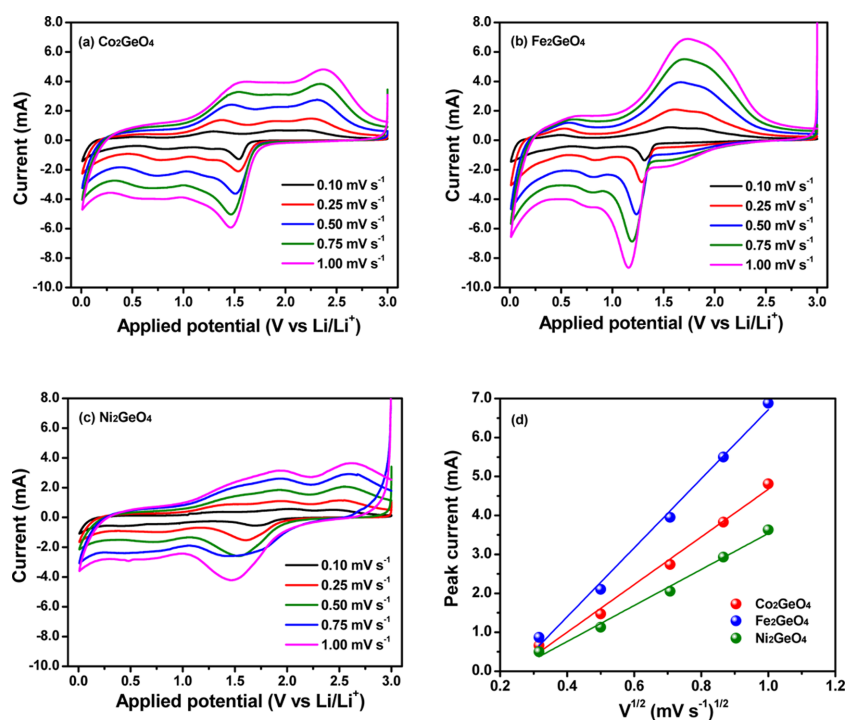 (a) Co₂GeO₄
Current (mA)
8.0
6.0
4.0
2.0
0.0
-2.0
-4.0
-6.0
-8.0
-10.0
0.10 mV s⁻¹
0.25 mV s⁻¹
0.50 mV s⁻¹
0.75 mV s⁻¹
1.00 mV s⁻¹
0.0 0.5 1.0 1.5 2.0 2.5 3.0
Applied potential (V vs Li/Li⁺)
(b) Fe₂GeO₄
Current (mA)
8.0
6.0
4.0
2.0
0.0
-2.0
-4.0
-6.0
-8.0
-10.0
0.10 mV s⁻¹
0.25 mV s⁻¹
0.50 mV s⁻¹
0.75 mV s⁻¹
1.00 mV s⁻¹
0.0 0.5 1.0 1.5 2.0 2.5 3.0
Applied potential (V vs Li/Li⁺)
(c) Ni₂GeO₄
Current (mA)
8.0
6.0
4.0
2.0
0.0
-2.0
-4.0
-6.0
-8.0
-10.0
0.10 mV s⁻¹
0.25 mV s⁻¹
0.50 mV s⁻¹
0.75 mV s⁻¹
1.00 mV s⁻¹
0.0 0.5 1.0 1.5 2.0 2.5 3.0
Applied potential (V vs Li/Li⁺)
(d)
Peak current (mA)
7.0
6.0
5.0
4.0
3.0
2.0
1.0
0.0
Co₂GeO₄
Fe₂GeO₄
Ni₂GeO₄
0.2 0.4 0.6 0.8 1.0 1.2
V¹ᐟ² (mV s⁻¹)¹ᐟ²